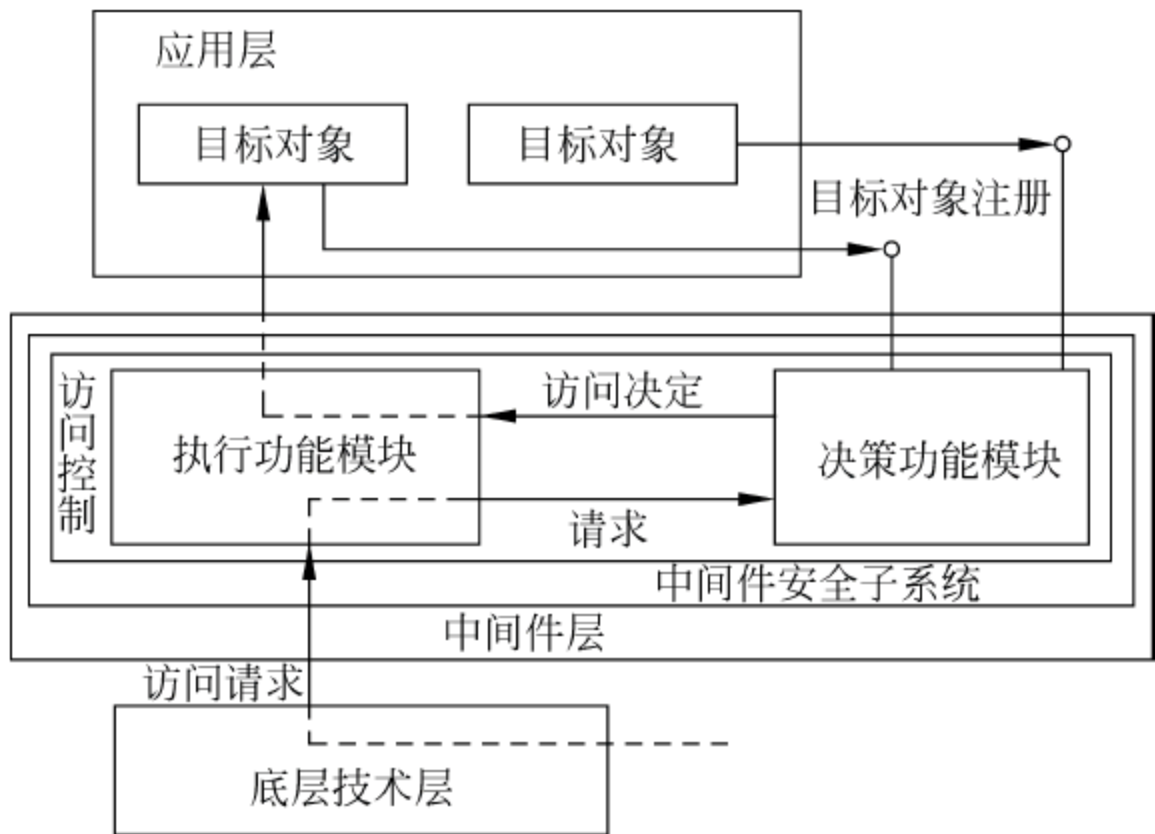 应用层
目标对象
目标对象
目标对象注册
访问控制
执行功能模块
访问决定
请求
决策功能模块
中间件安全子系统
中间件层
访问请求
底层技术层